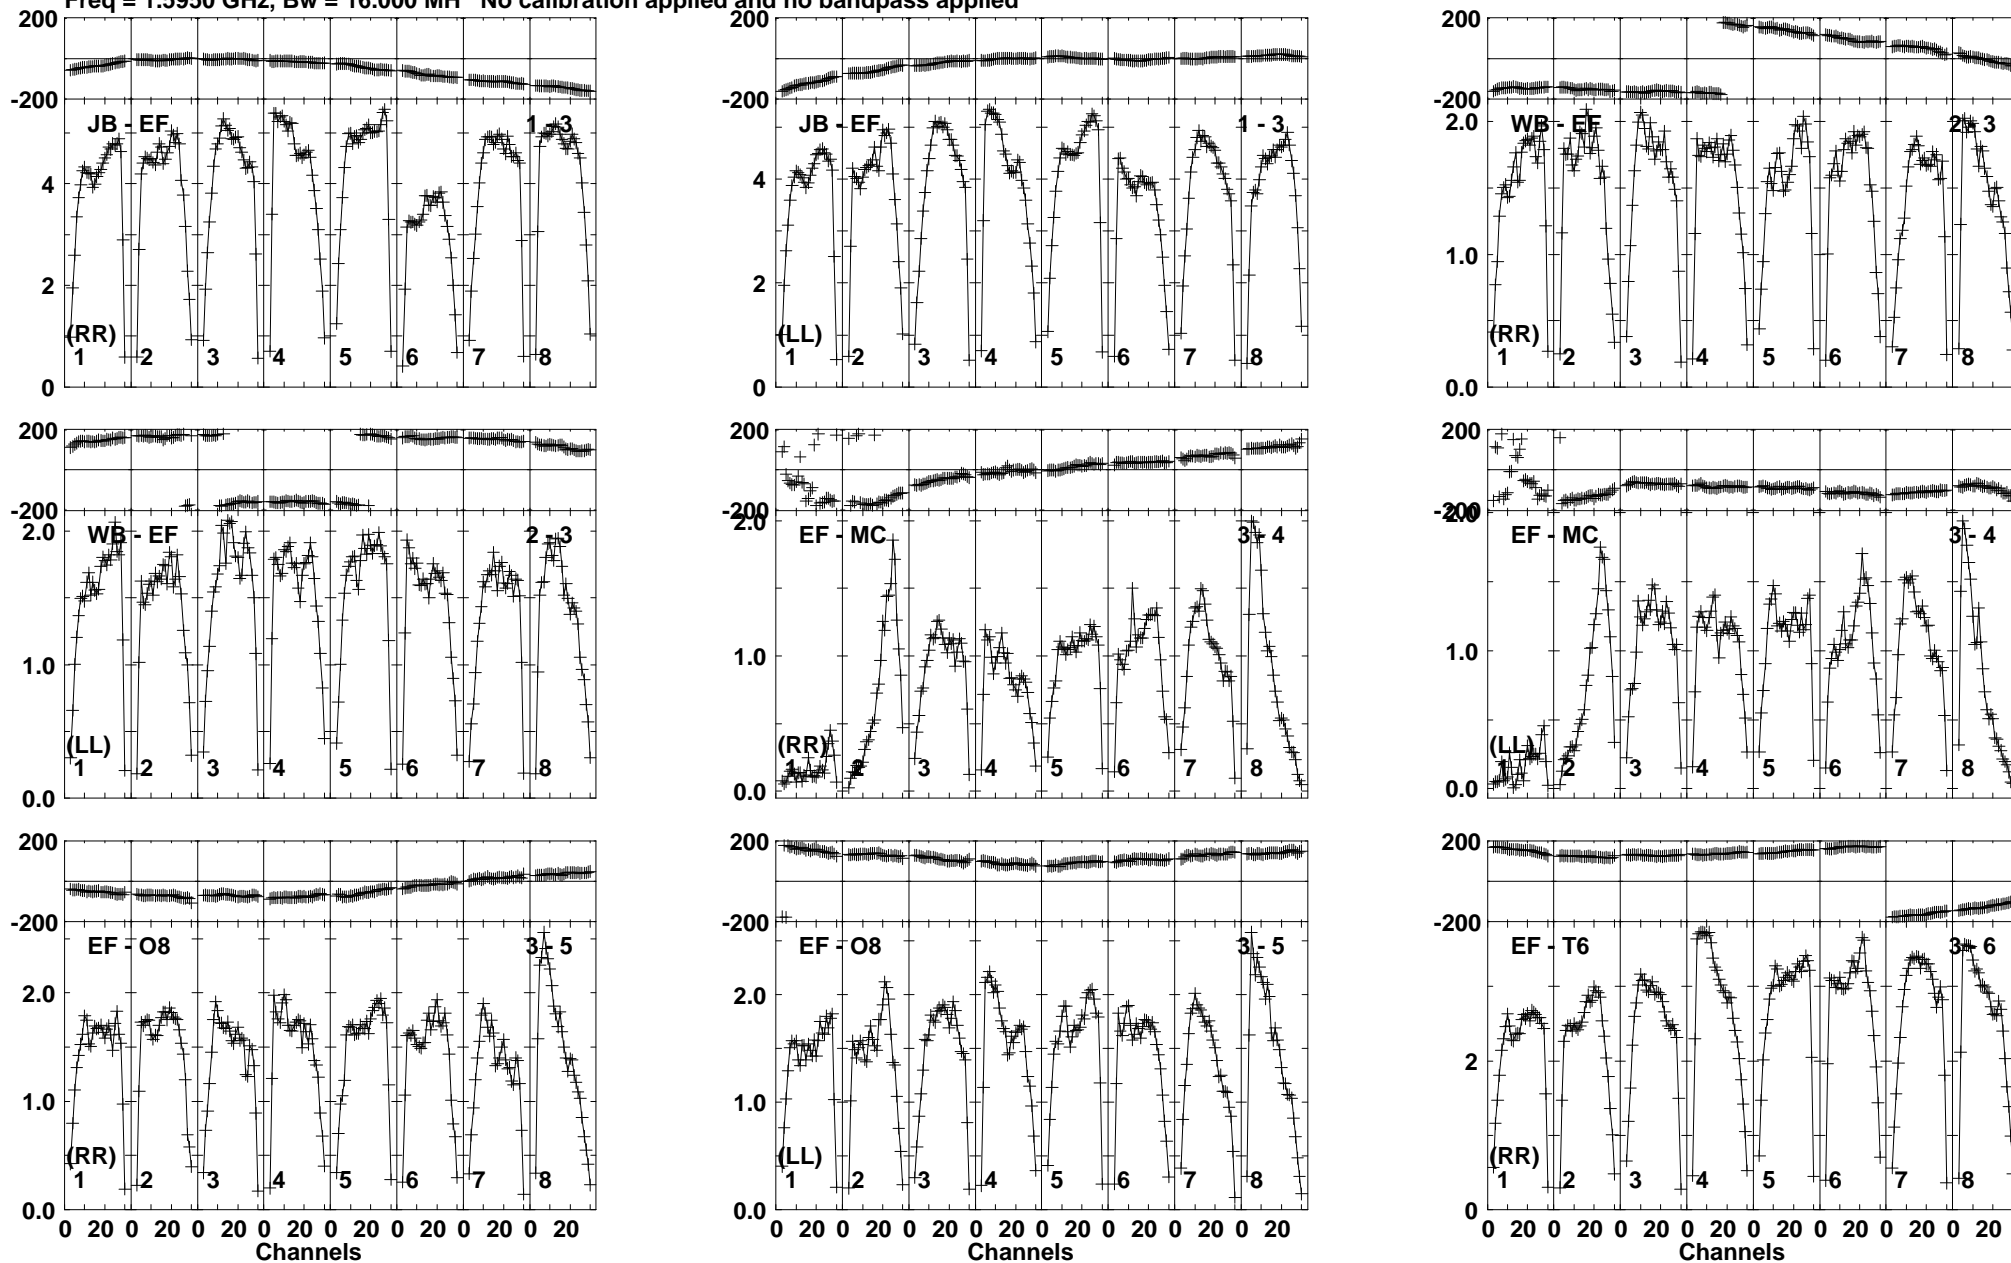 Freq = 1.5950 GHz, Bw = 16.000 MH No calibration applied and no bandpass applied
200 200 200
-200 -200 -200
JB - EF 1 - 3 JB - EF 1 - 3 WB - EF 2 - 3
2.0
4 4
1.0
2 2
(RR) (LL) (RR)
1 2 3 4 5 6 7 8 1 2 3 4 5 6 7 8 1 2 3 4 5 6 7 8
0 0 0.0
200 200 200
-200 -200 -200
2.0 2.0 2.0
WB - EF 2 - 3 EF - MC 3 - 4 EF - MC 3 - 4
1.0 1.0 1.0
(LL) (RR) (LL)
1 2 3 4 5 6 7 8 1 2 3 4 5 6 7 8 1 2 3 4 5 6 7 8
0.0 0.0 0.0
200 200 200
-200 -200 -200
EF - O8 3 - 5 EF - O8 3 - 5 EF - T6 3 - 6
2.0 2.0
2
1.0 1.0
(RR) (LL) (RR)
1 2 3 4 5 6 7 8 1 2 3 4 5 6 7 8 1 2 3 4 5 6 7 8
0.0 0.0 0
0 20 0 20 0 20 0 20 0 20 0 20 0 20 0 20 0 20 0 20 0 20 0 20 0 20 0 20 0 20 0 20 0 20 0 20 0 20 0 20 0 20 0 20 0 20 0 20
Channels Channels Channels